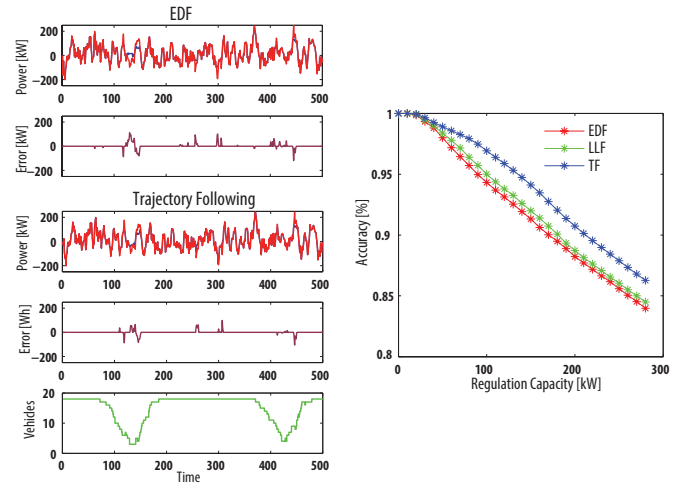 EDF
Power [kW]
200
0
−200
0 100 200 300 400 500
Error [kW]
200
0
−200
0 100 200 300 400 500
Trajectory Following
Power [kW]
200
0
−200
0 100 200 300 400 500
Error [Wh]
200
0
−200
0 100 200 300 400 500
Vehides
20
10
0
0 100 200 300 400 500
Time
Accuracy [%]
1
0.95
0.9
0.85
0.8
0 100 200 300
Regulation Capacity [kW]
EDF
LLF
TF